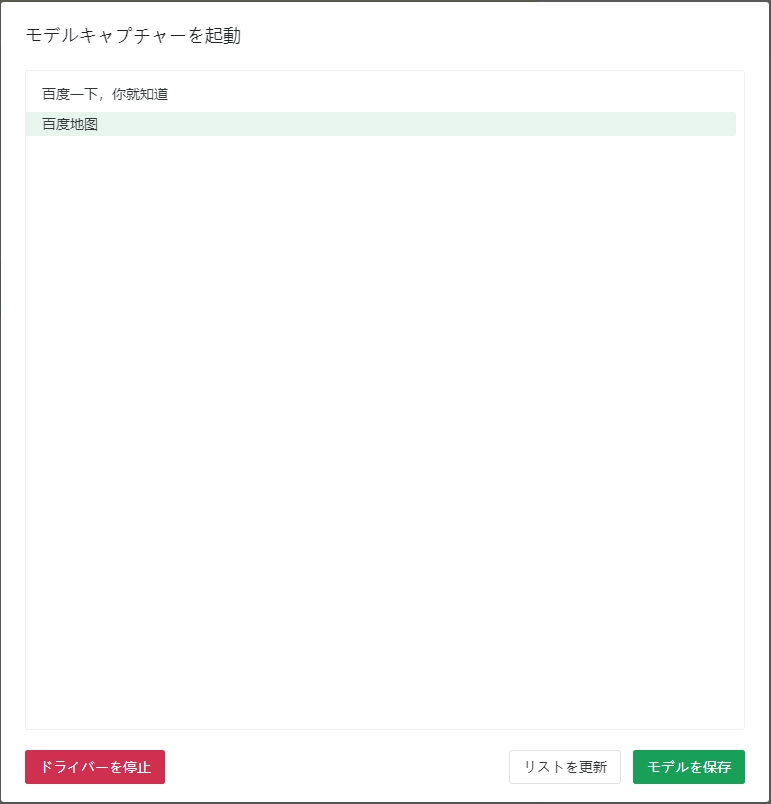 モデルキャプチャーを起動
百度一下，你就知道
百度地图
ドライバーを停止
リストを更新
モデルを保存